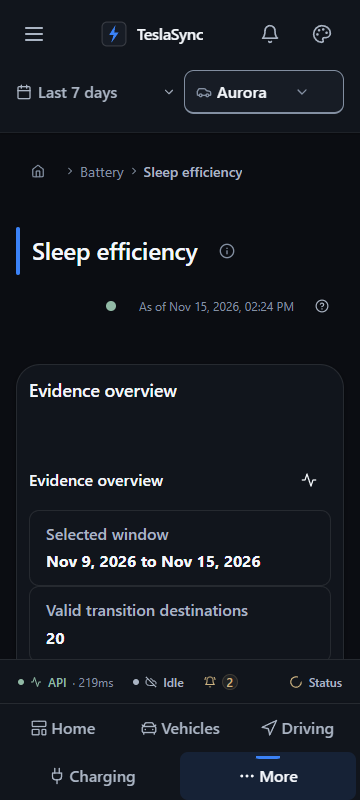 TeslaSync
Last 7 days
Aurora
Battery
Sleep efficiency
Sleep efficiency
As of Nov 15, 2026, 02:24 PM
Evidence overview
Evidence overview
Selected window
Nov 9, 2026 to Nov 15, 2026
Valid transition destinations
20
API · 219ms
Idle
2
Status
Home
Vehicles
Driving
Charging
More